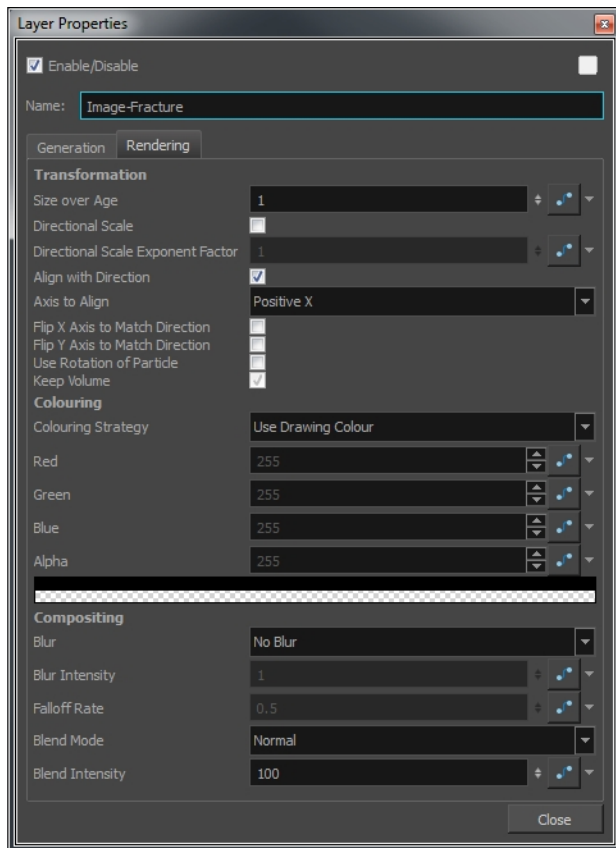 Layer Properties
Enable/Disable
Name: Image-Fracture
Generation Rendering
Transformation
Size over Age 1
Directional Scale
Directional Scale Exponent Factor 1
Align with Direction
Axis to Align Positive X
Flip X Axis to Match Direction
Flip Y Axis to Match Direction
Use Rotation of Particle
Keep Volume
Colouring
Colouring Strategy Use Drawing Colour
Red 255
Green 255
Blue 255
Alpha 255
Compositing
Blur No Blur
Blur Intensity 1
Falloff Rate 0.5
Blend Mode Normal
Blend Intensity 100
Close